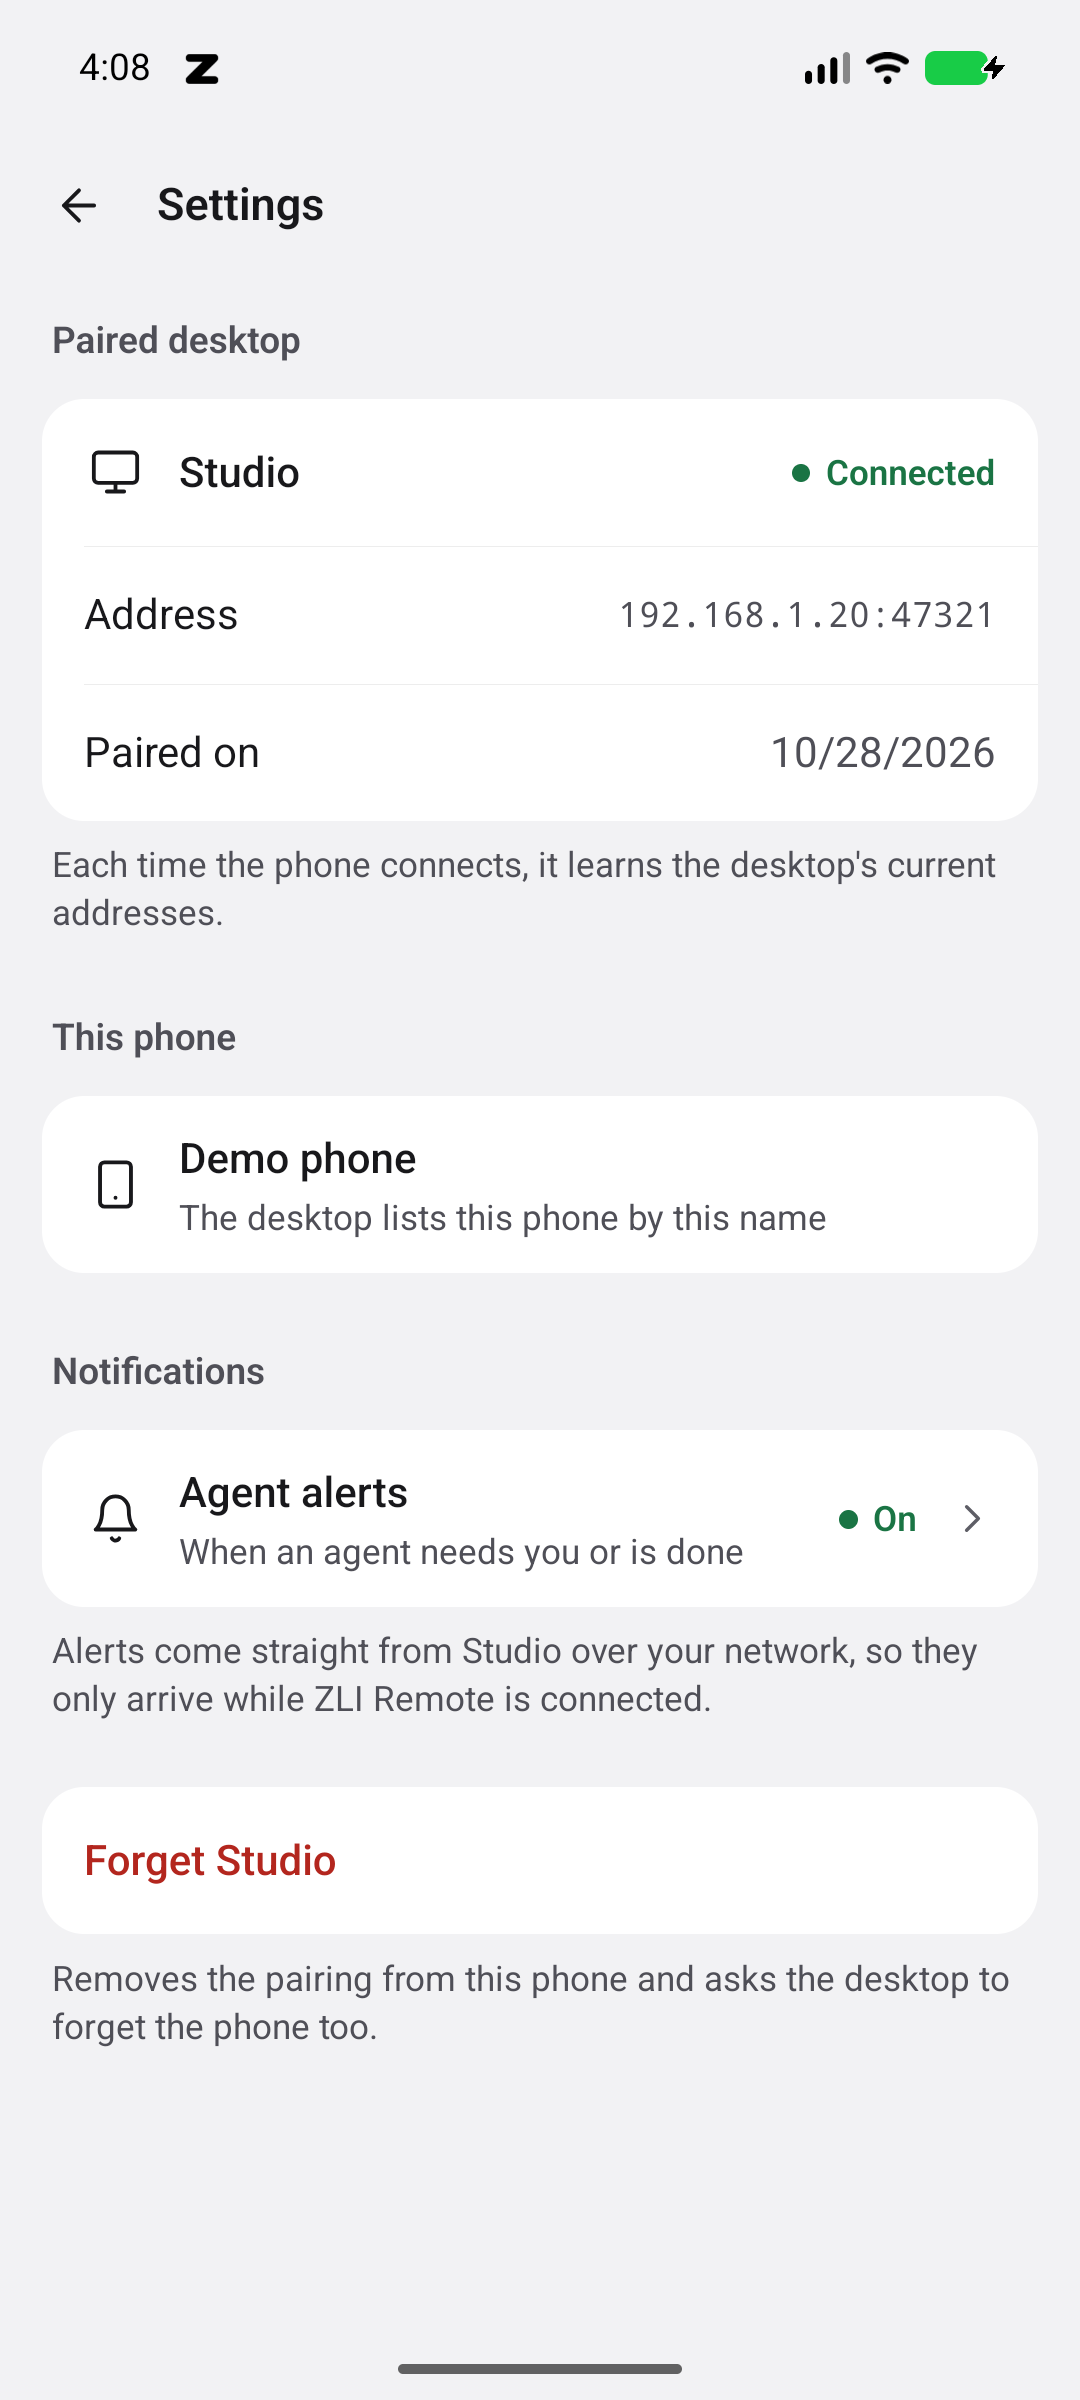 4:08 Z
Settings
Paired desktop
Studio
Connected
Address
192.168.1.20:47321
Paired on
10/28/2026
Each time the phone connects, it learns the desktop's current
addresses.
This phone
Demo phone
The desktop lists this phone by this name
Notifications
Agent alerts
When an agent needs you or is done
On
Alerts come straight from Studio over your network, so they
only arrive while ZLI Remote is connected.
Forget Studio
Removes the pairing from this phone and asks the desktop to
forget the phone too.